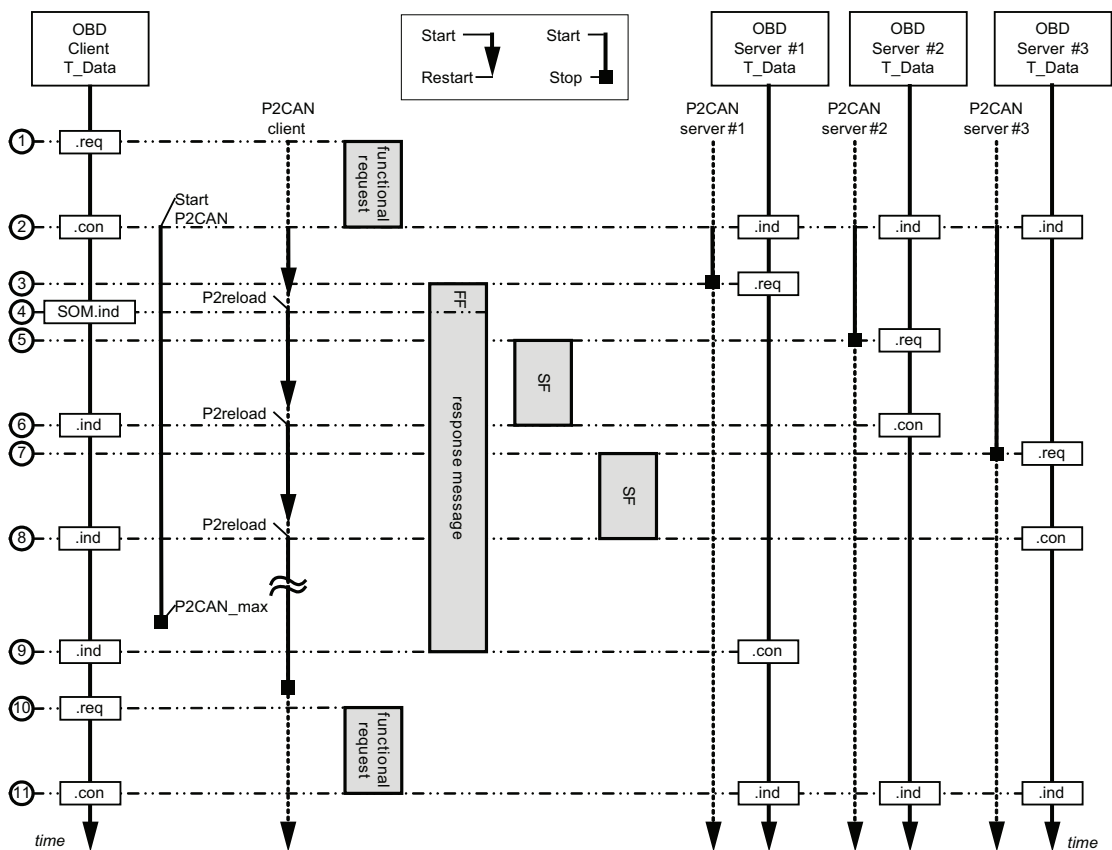 OBD
Client
T_Data
Start
Restart
Start
Stop
OBD
Server #1
T_Data
OBD
Server #2
T_Data
OBD
Server #3
T_Data
P2CAN
client
P2CAN
server #1
P2CAN
server #2
P2CAN
server #3
1
.req
functional
request
Start
P2CAN
2
.con
.ind
.ind
.ind
3
.req
P2reload
FF
4
SOM.ind
5
.req
SF
response message
P2reload
6
.ind
.con
7
.req
SF
P2reload
8
.ind
.con
P2CAN_max
9
.ind
.con
10
.req
functional
request
11
.con
.ind
.ind
.ind
time
time